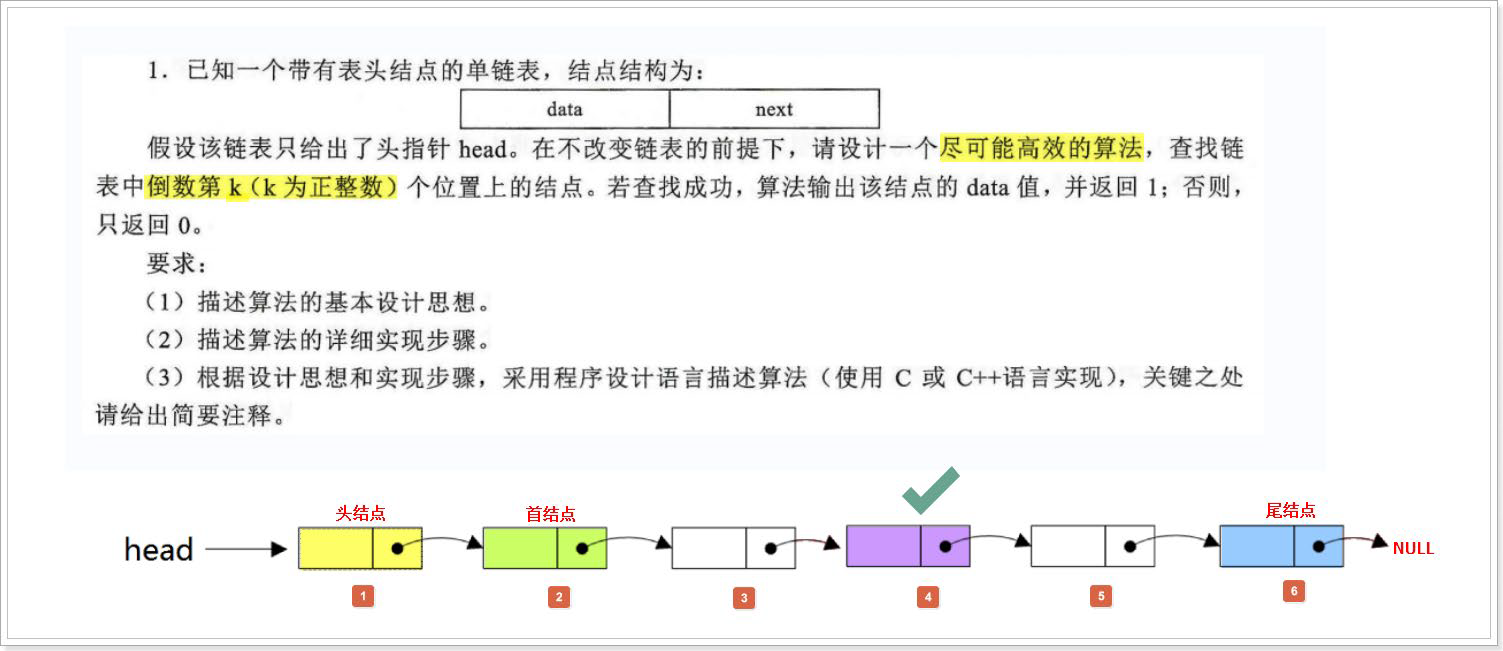 1. 已知一个带有表头结点的单链表，结点结构为：
data next
假设该链表只给出了头指针 head。在不改变链表的前提下，请设计一个尽可能高效的算法，查找链
表中倒数第 k（k 为正整数）个位置上的结点。若查找成功，算法输出该结点的 data 值，并返回 1；否则，
只返回 0。
要求：
（1）描述算法的基本设计思想。
（2）描述算法的详细实现步骤。
（3）根据设计思想和实现步骤，采用程序设计语言描述算法（使用 C 或 C++语言实现），关键之处
请给出简要注释。
头结点 首结点 尾结点
head NULL
1 2 3 4 5 6